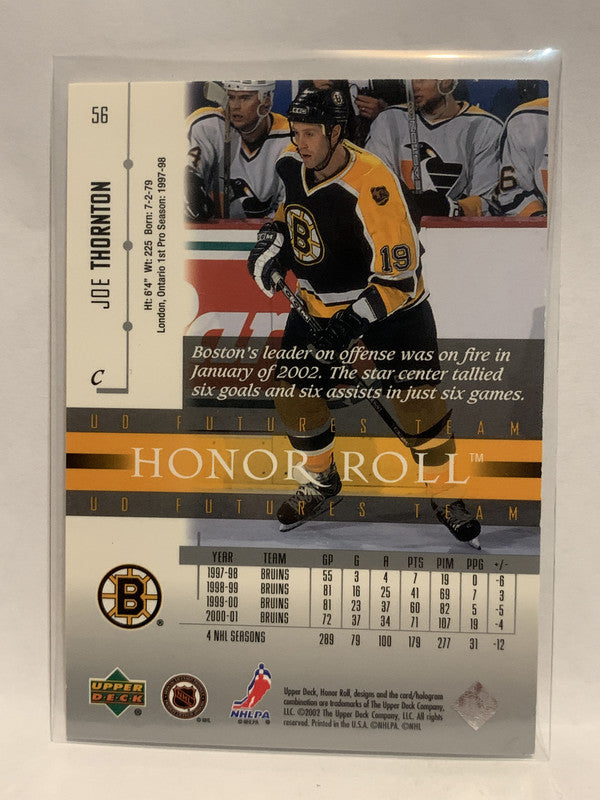 56
JOE THORNTON
Ht: 6'4" Wt: 225 Born: 7-2-79
London, Ontario 1st Pro Season: 1997-98
C
B
19
Boston's leader on offense was on fire in
January of 2002. The star center tallied
six goals and six assists in just six games.
UD FUTURES TEAM
HONOR ROLL™
UD FUTURES TEAM
YEAR TEAM GP G A PTS PIM PPG +/-
1997-98 BRUINS 55 3 4 7 19 0 -6
1998-99 BRUINS 81 16 25 41 69 7 3
1999-00 BRUINS 81 23 37 60 82 5 -5
2000-01 BRUINS 72 37 34 71 107 19 -4
4 NHL SEASONS 289 79 100 179 277 31 -12
B ®
UPPER DECK ®
NHL
©NHL
NHLPA
©NHLPA
Upper Deck, Honor Roll, designs and the card/hologram
combination are trademarks of The Upper Deck Company,
LLC. ©2002 The Upper Deck Company, LLC. All rights
reserved. Printed in the U.S.A. ©NHLPA. ©NHL